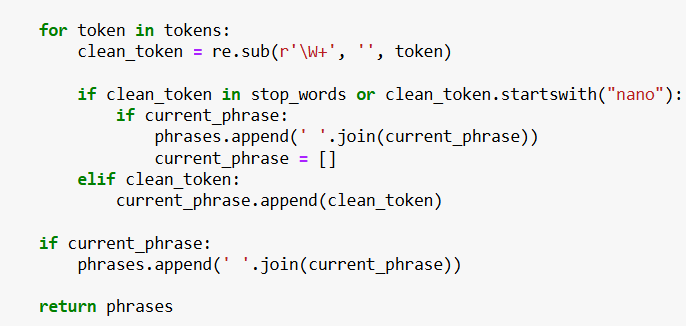 for token in tokens:
    clean_token = re.sub(r'\W+', '', token)

    if clean_token in stop_words or clean_token.startswith("nano"):
        if current_phrase:
            phrases.append(' '.join(current_phrase))
            current_phrase = []
    elif clean_token:
        current_phrase.append(clean_token)

if current_phrase:
    phrases.append(' '.join(current_phrase))

return phrases